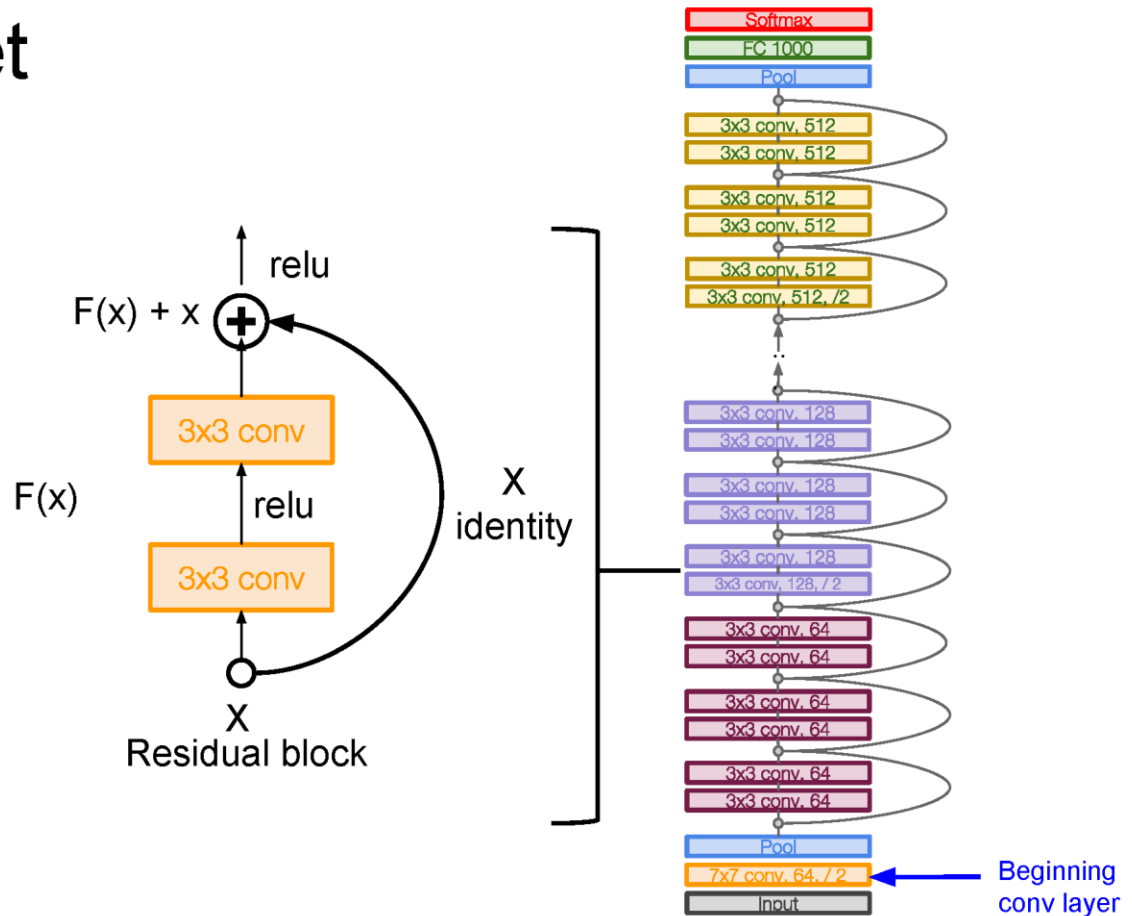 et
relu
F(x) + x
3x3 conv
F(x)
relu
X
identity
3x3 conv
X
Residual block
Softmax
FC 1000
Pool
3x3 conv, 512
3x3 conv, 512
3x3 conv, 512
3x3 conv, 512
3x3 conv, 512
3x3 conv, 512, /2
..
3x3 conv, 128
3x3 conv, 128
3x3 conv, 128
3x3 conv, 128
3x3 conv, 128
3x3 conv, 128, / 2
3x3 conv, 64
3x3 conv, 64
3x3 conv, 64
3x3 conv, 64
3x3 conv, 64
3x3 conv, 64
Pool
7x7 conv, 64, / 2
Input
Beginning
conv layer